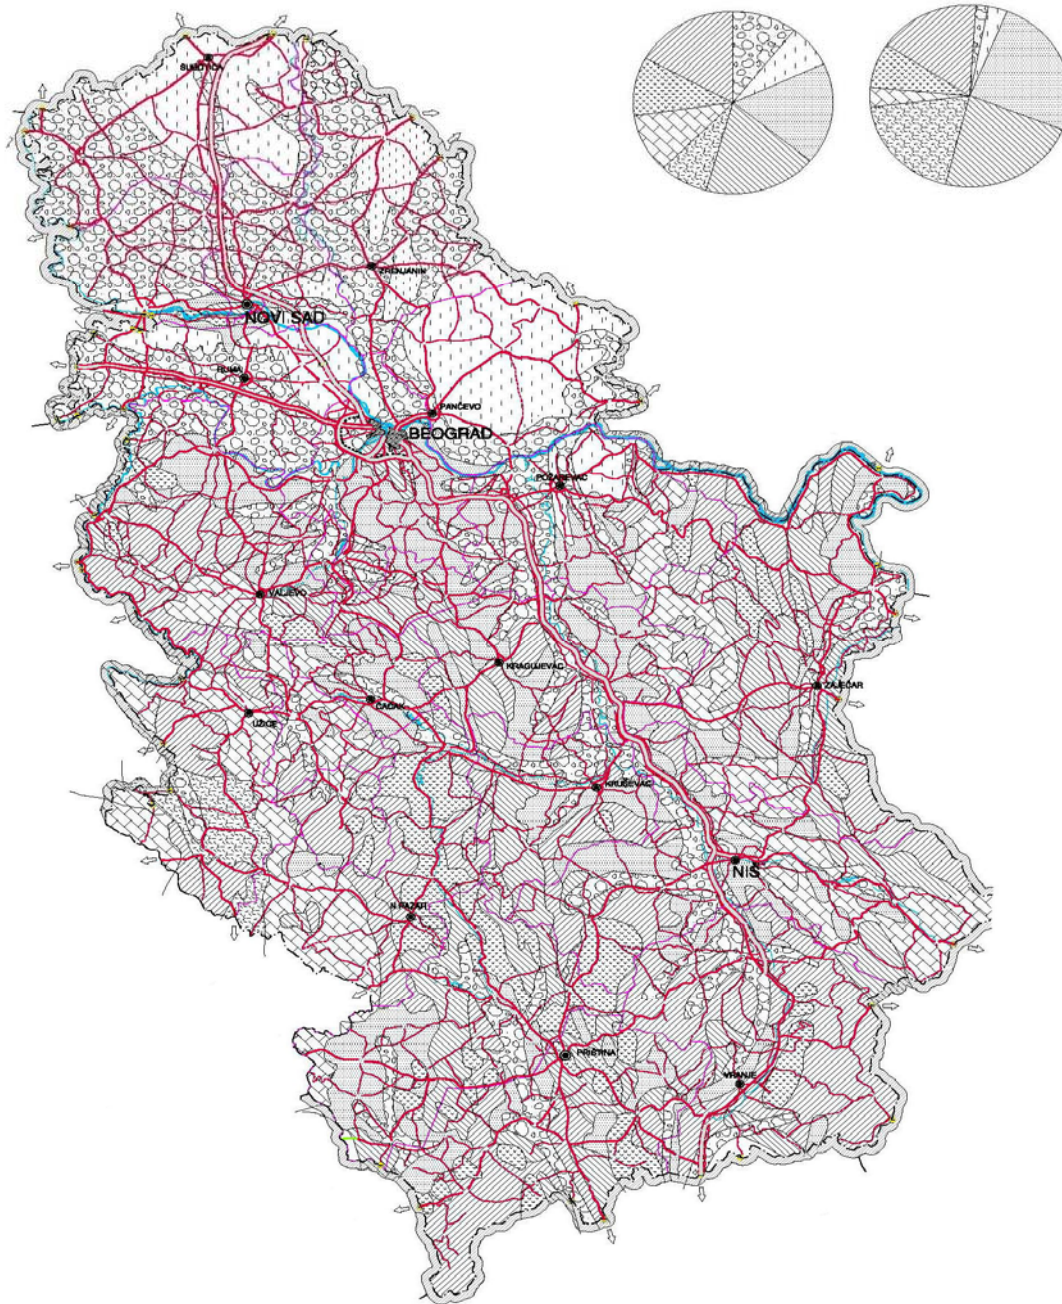 SUBOTICA
ZRENJANIN
NOVI SAD
RUMA
PANČEVO
BEOGRAD
POŽAREVAC
VALJEVO
KRAGUJEVAC
ZAJEČAR
ČAČAK
UŽICE
KRUŠEVAC
NIŠ
N.PAZAR
PRIŠTINA
VRANJE